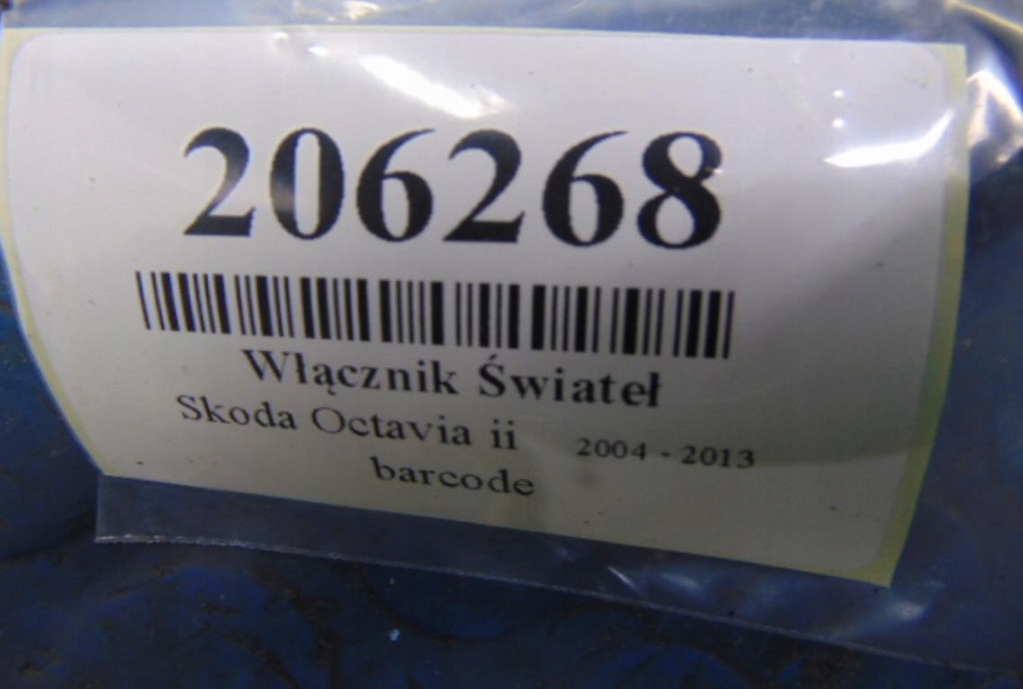 206268
Włącznik Świateł
Skoda Octavia ii 2004 - 2013
barcode